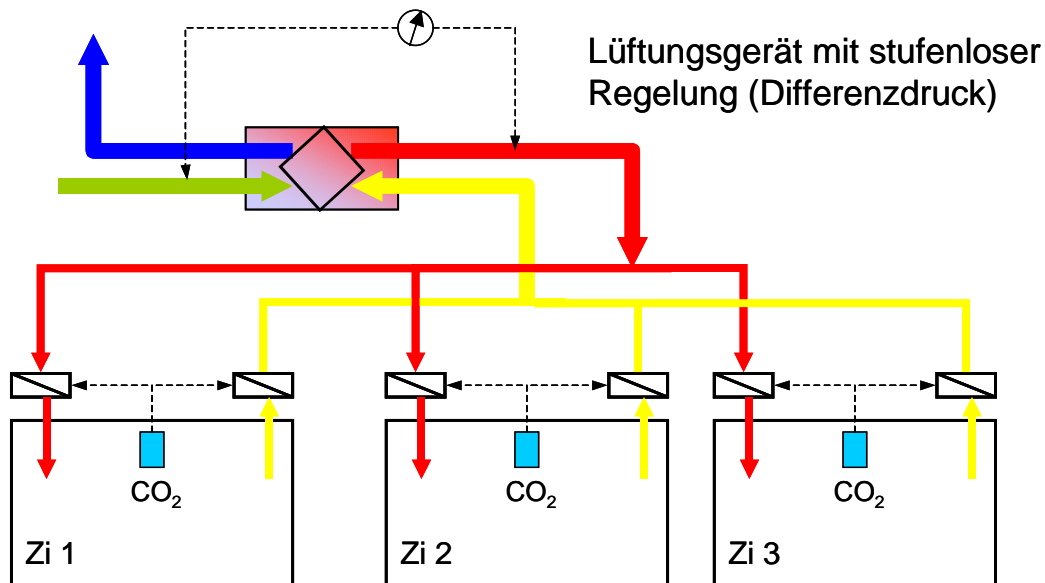 Lüftungsgerät mit stufenloser
Regelung (Differenzdruck)
CO₂
CO₂
CO₂
Zi 1
Zi 2
Zi 3